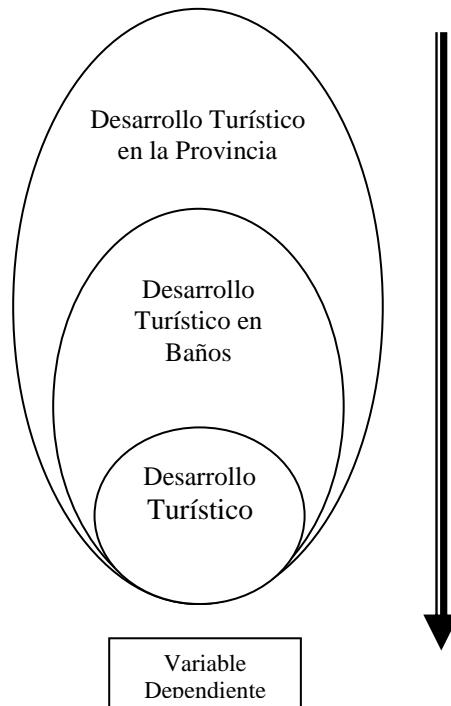 Desarrollo Turístico
en la Provincia
Desarrollo
Turístico en
Baños
Desarrollo
Turístico
Variable
Dependiente